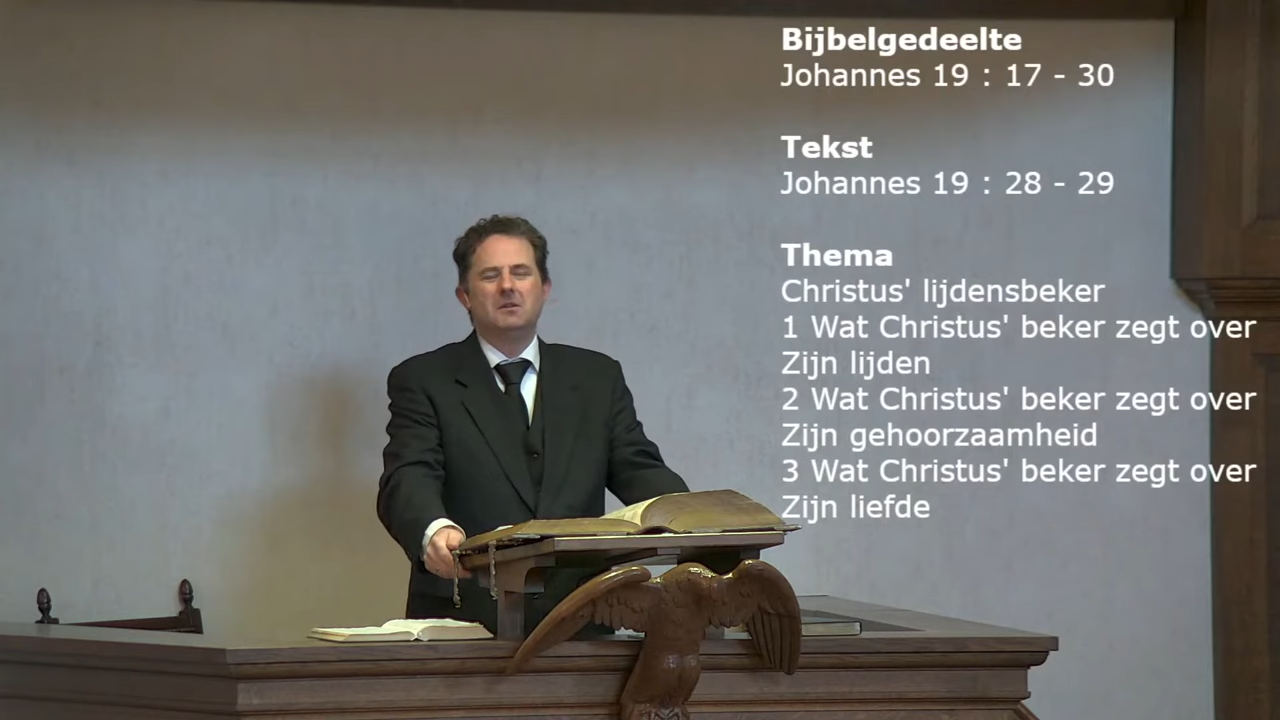 Bijbelgedeelte
Johannes 19 : 17 - 30
Tekst
Johannes 19 : 28 - 29
Thema
Christus' lijdensbeker
1 Wat Christus' beker zegt over
Zijn lijden
2 Wat Christus' beker zegt over
Zijn gehoorzaamheid
3 Wat Christus' beker zegt over
Zijn liefde